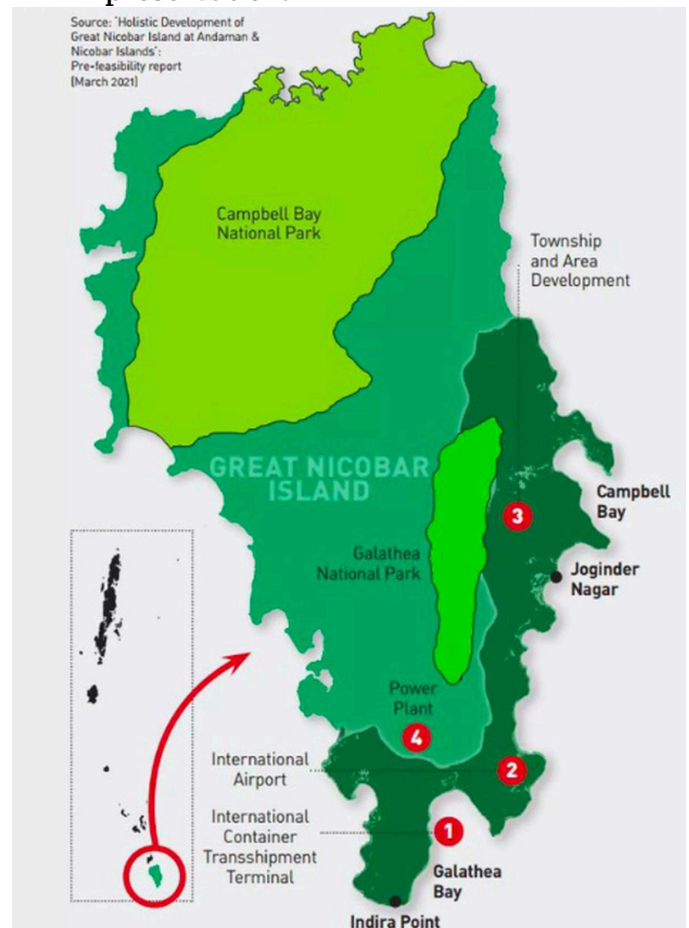 Source: 'Holistic Development of
Great Nicobar Island at Andaman &
Nicobar Islands':
Pre-feasibility report
(March 2021)
Campbell Bay
National Park
Township
and Area
Development
GREAT NICOBAR
ISLAND
Campbell
Bay
3
Galathea
National Park
Joginder
Nagar
Power
Plant
4
International
Airport
2
International
Container
Transshipment
Terminal
1
Galathea
Bay
Indira Point